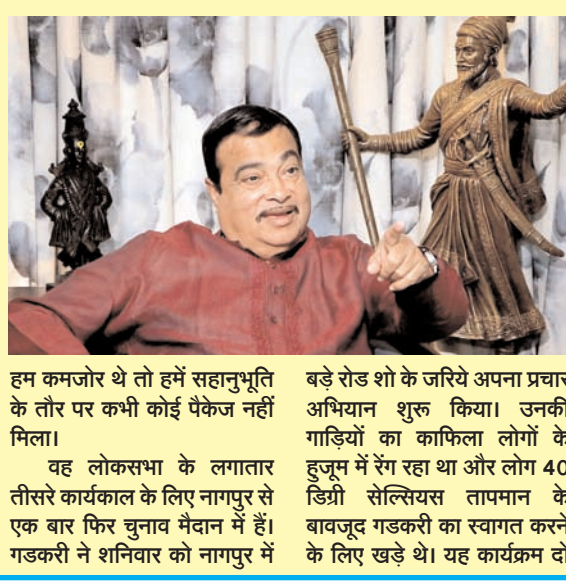 हम कमजोर थे तो हमें सहानुभूति
के तौर पर कभी कोई पैकेज नहीं
मिला।
वह लोकसभा के लगातार
तीसरे कार्यकाल के लिए नागपुर से
एक बार फिर चुनाव मैदान में हैं।
गडकरी ने शनिवार को नागपुर में
बड़े रोड शो के जरिये अपना प्रचार
अभियान शुरू किया। उनकी
गाड़ियों का काफिला लोगों के
हुजूम में रेंग रहा था और लोग 40
डिग्री सेल्सियस तापमान के
बावजूद गडकरी का स्वागत करने
के लिए खड़े थे। यह कार्यक्रम दो